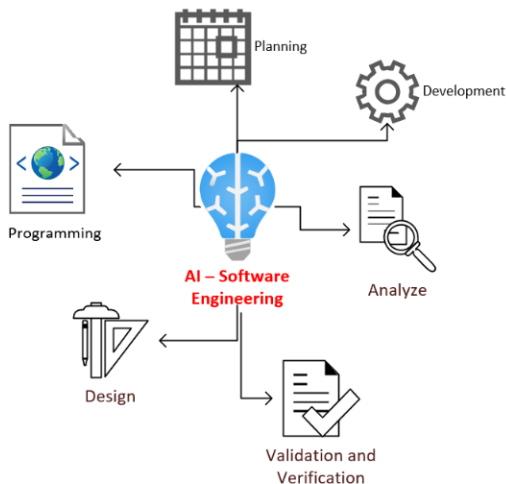 Planning
Development
Programming
AI – Software
Engineering
Analyze
Design
Validation and
Verification